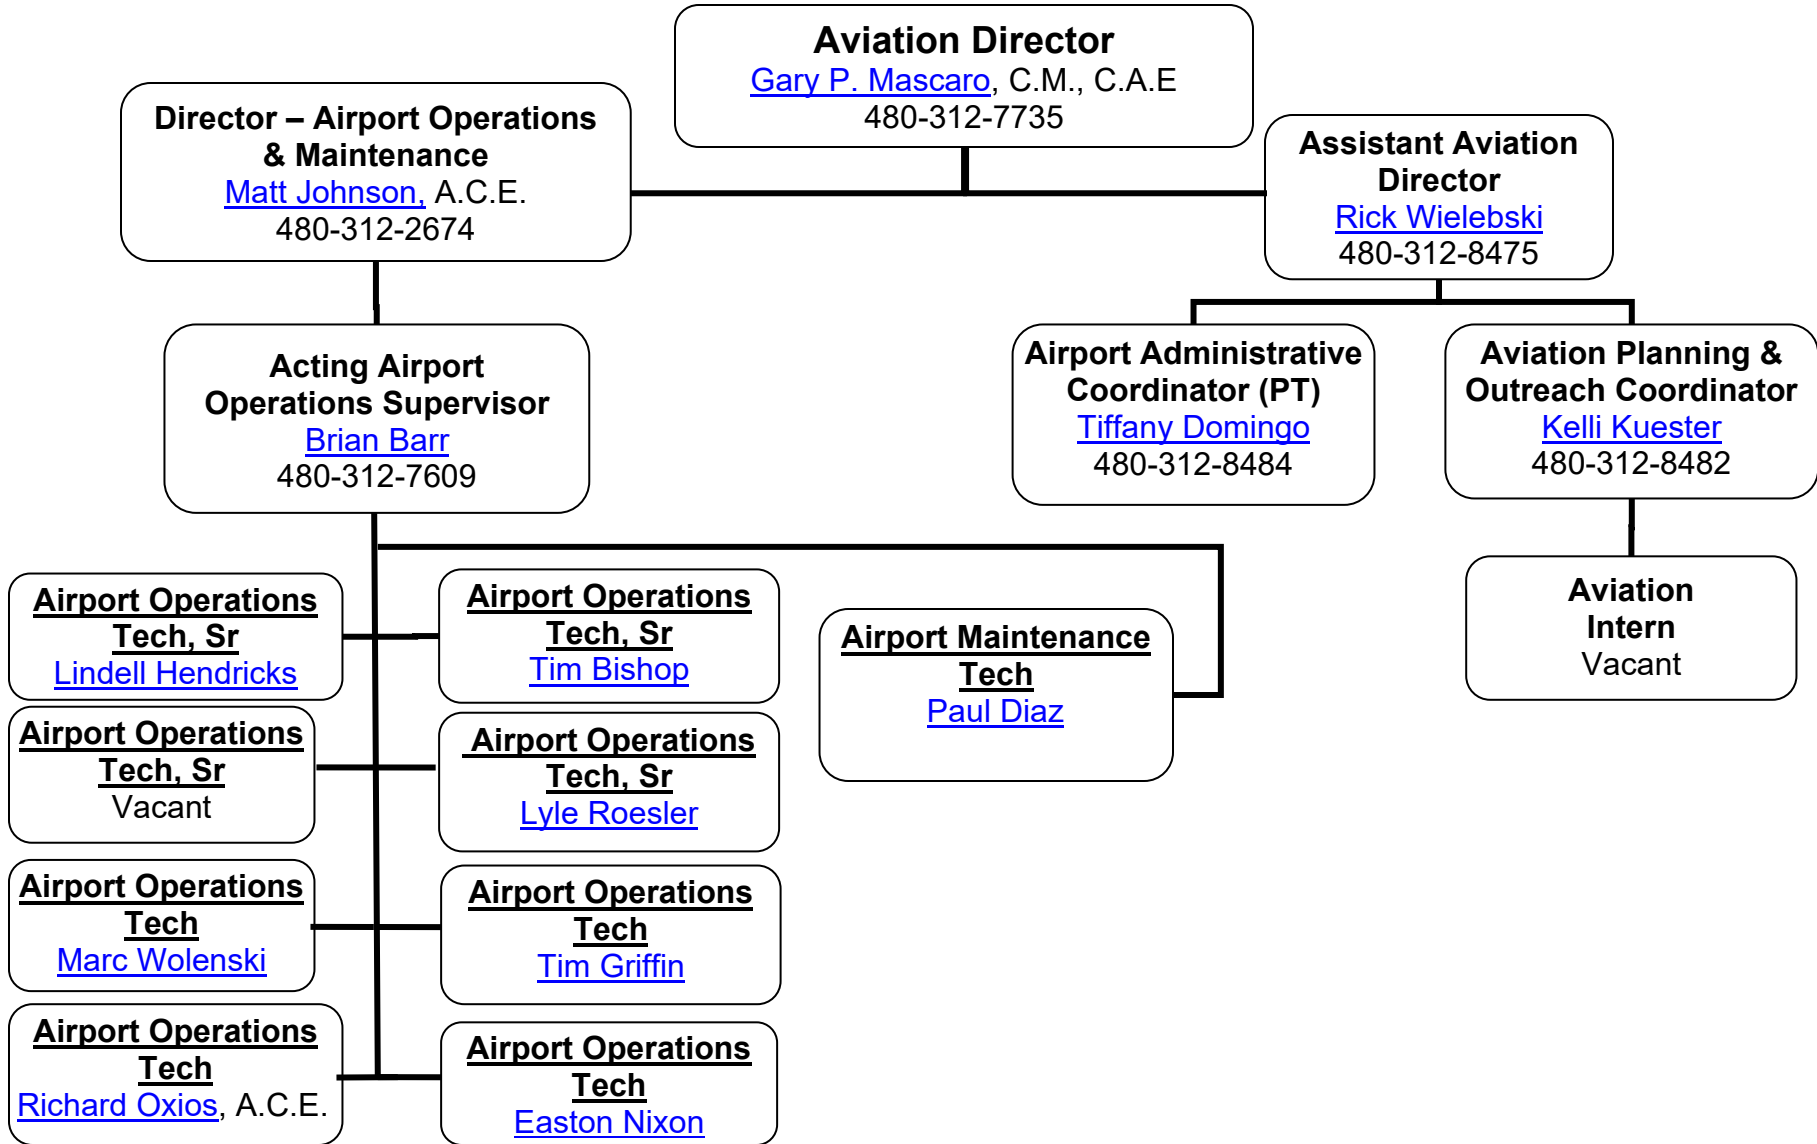 Aviation Director
Gary P. Mascaro, C.M., C.A.E
480-312-7735
Director – Airport Operations
& Maintenance
Matt Johnson, A.C.E.
480-312-2674
Assistant Aviation
Director
Rick Wielebski
480-312-8475
Acting Airport
Operations Supervisor
Brian Barr
480-312-7609
Airport Administrative
Coordinator (PT)
Tiffany Domingo
480-312-8484
Aviation Planning &
Outreach Coordinator
Kelli Kuester
480-312-8482
Airport Operations
Tech, Sr
Lindell Hendricks
Airport Operations
Tech, Sr
Tim Bishop
Airport Maintenance
Tech
Paul Diaz
Aviation
Intern
Vacant
Airport Operations
Tech, Sr
Vacant
Airport Operations
Tech, Sr
Lyle Roesler
Airport Operations
Tech
Marc Wolenski
Airport Operations
Tech
Tim Griffin
Airport Operations
Tech
Richard Oxios, A.C.E.
Airport Operations
Tech
Easton Nixon